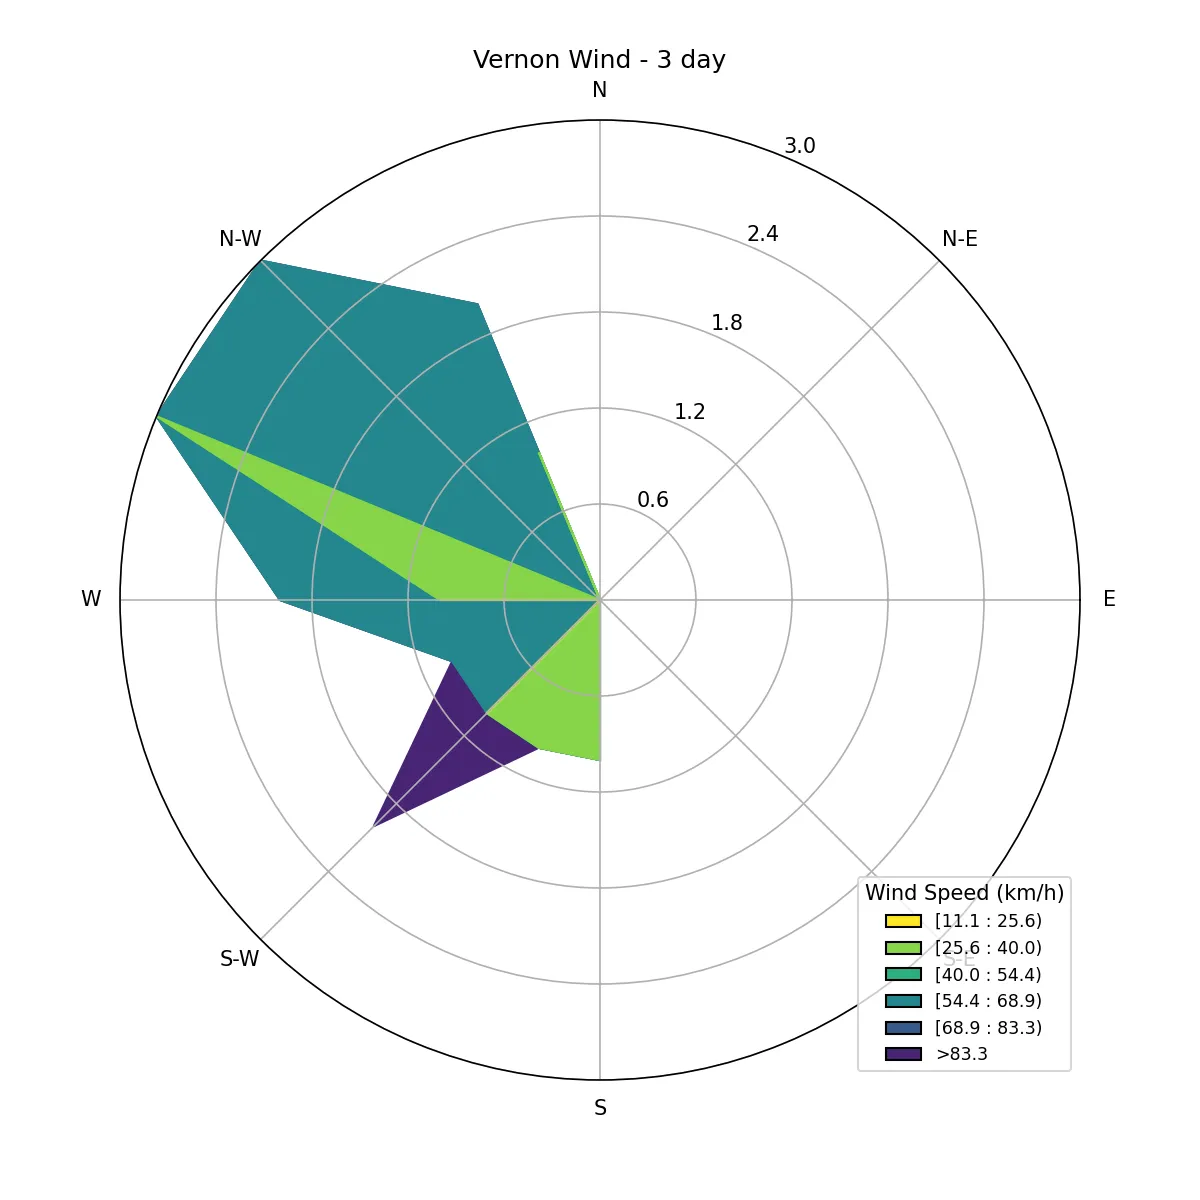 Vernon Wind - 3 day
N
3.0
2.4
N-W
N-E
1.8
1.2
0.6
W
E
S-W
S-E
Wind Speed (km/h)
[11.1 : 25.6)
[25.6 : 40.0)
[40.0 : 54.4)
[54.4 : 68.9)
[68.9 : 83.3)
>83.3
S